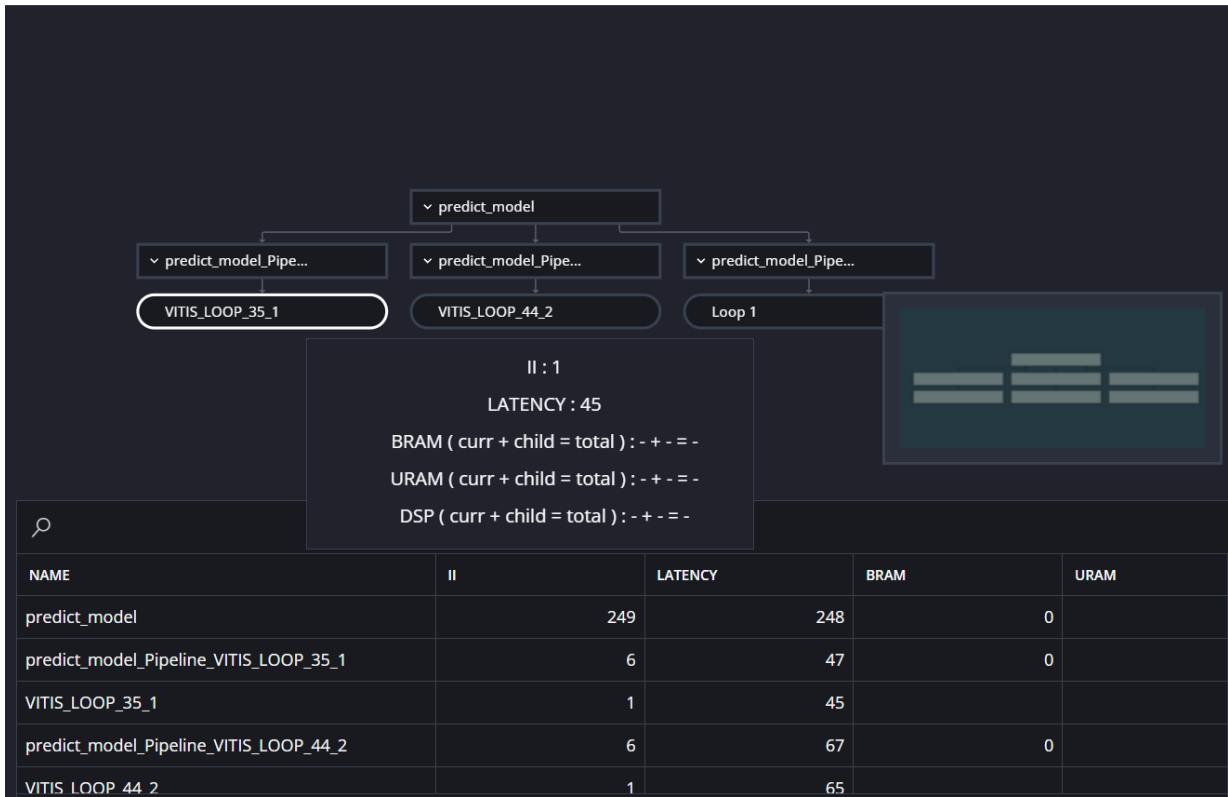 predict_model
predict_model_Pipe... predict_model_Pipe... predict_model_Pipe...
VITIS_LOOP_35_1 VITIS_LOOP_44_2 Loop 1
II : 1
LATENCY : 45
BRAM ( curr + child = total ) : - + - = -
URAM ( curr + child = total ) : - + - = -
DSP ( curr + child = total ) : - + - = -
NAME II LATENCY BRAM URAM
predict_model 249 248 0
predict_model_Pipeline_VITIS_LOOP_35_1 6 47 0
VITIS_LOOP_35_1 1 45
predict_model_Pipeline_VITIS_LOOP_44_2 6 67 0
VITIS_LOOP_44_2 1 65